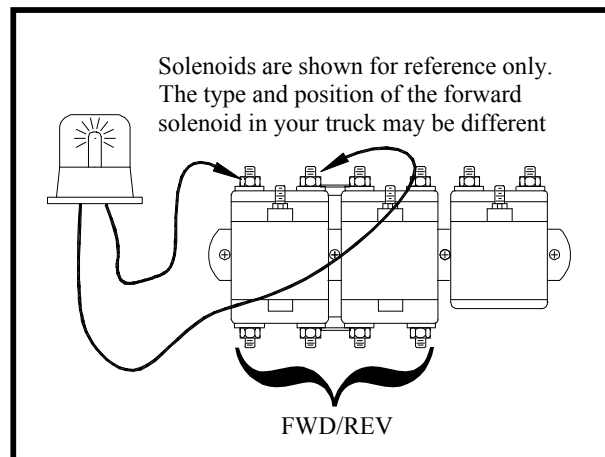 Solenoids are shown for reference only.
The type and position of the forward
solenoid in your truck may be different
FWD/REV